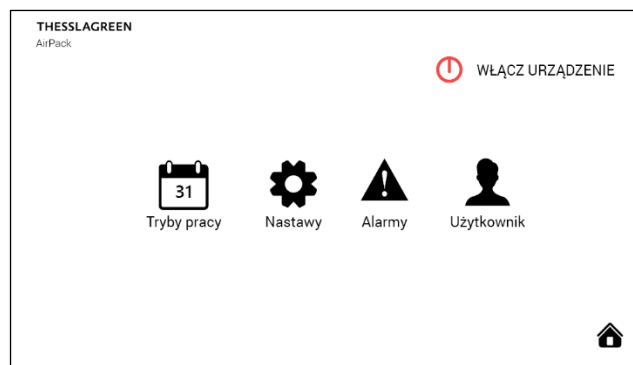 THESSLAGREEN
AirPack
WŁĄCZ URZĄDZENIE
31
Tryby pracy
Nastawy
Alarmy
Użytkownik